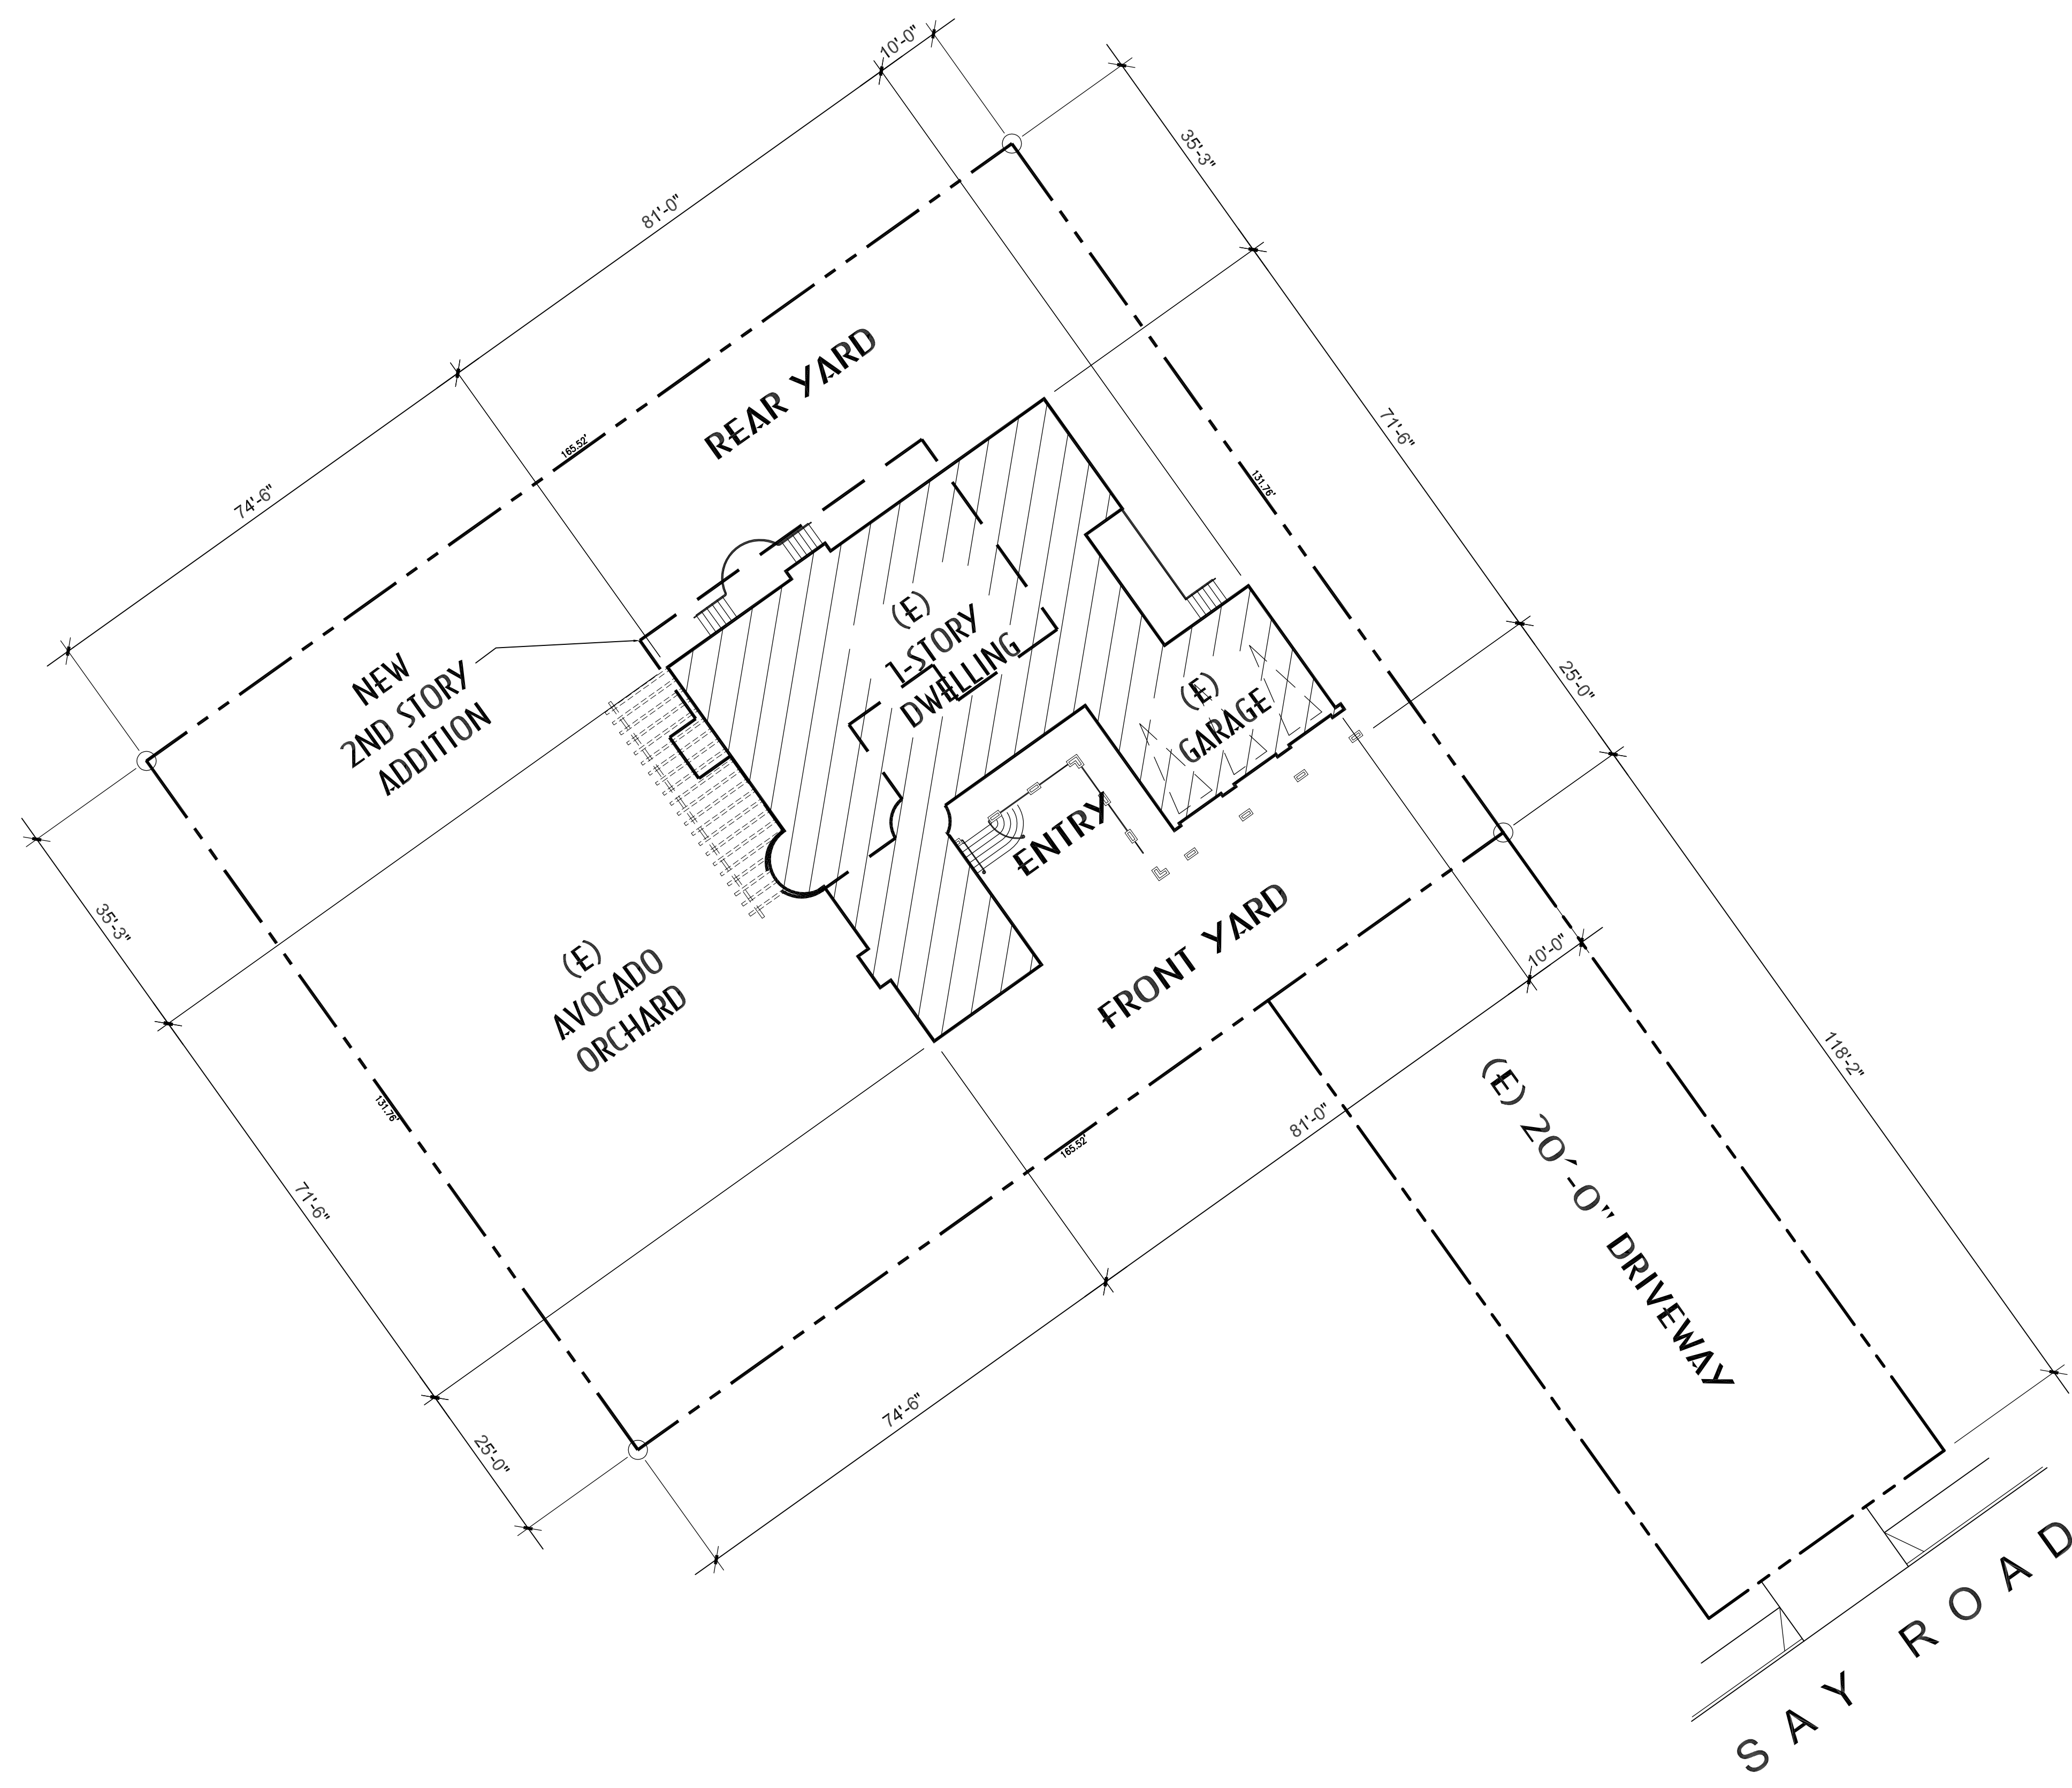 10'-0"
35'-3"
81'-0"
REAR YARD
71'-6"
165.52'
131.76'
74'-6"
(E)
1-STORY
DWELLING
NEW
2ND STORY
ADDITION
(E)
GARAGE
25'-0"
ENTRY
FRONT YARD
35'-3"
(E)
AVOCADO
ORCHARD
10'-0"
118'-2"
131.76'
81'-0"
165.52'
(E) 20'-0" DRIVEWAY
71'-6"
74'-6"
25'-0"
SAY ROAD